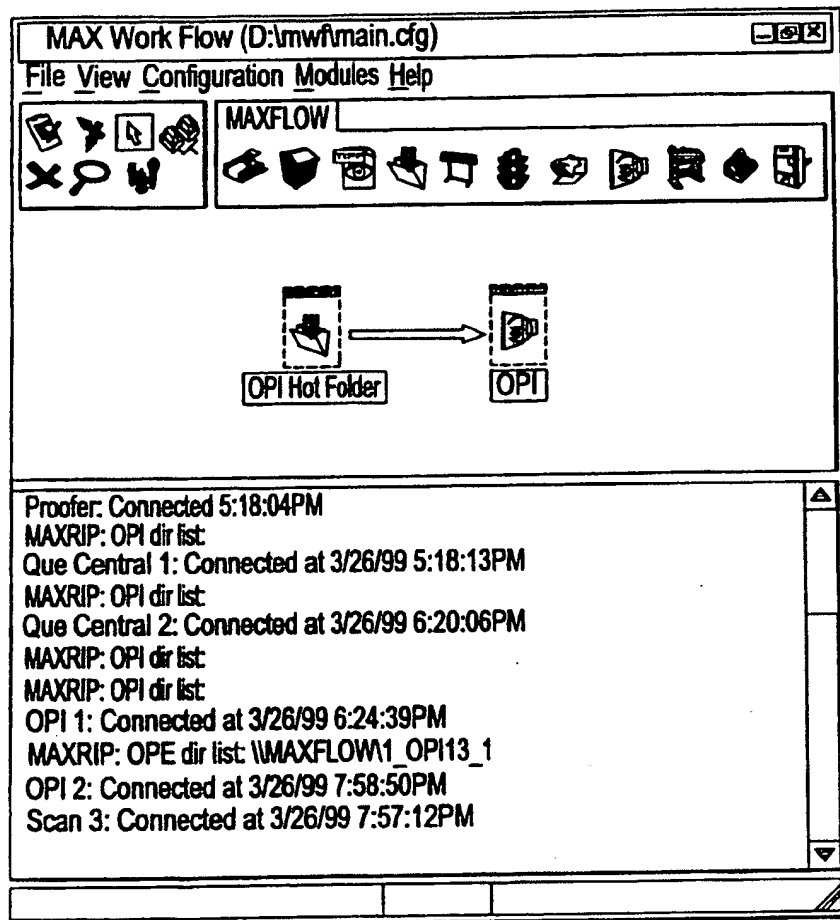 MAX Work Flow (D:\mwf\main.cfg)
File View Configuration Modules Help
MAXFLOW
OPI Hot Folder
OPI
Proofer: Connected 5:18:04PM
MAXRIP: OPI dir list:
Que Central 1: Connected at 3/26/99 5:18:13PM
MAXRIP: OPI dir list:
Que Central 2: Connected at 3/26/99 6:20:06PM
MAXRIP: OPI dir list:
MAXRIP: OPI dir list:
OPI 1: Connected at 3/26/99 6:24:39PM
MAXRIP: OPE dir list: \\MAXFLOW\1_OPI13_1
OPI 2: Connected at 3/26/99 7:58:50PM
Scan 3: Connected at 3/26/99 7:57:12PM